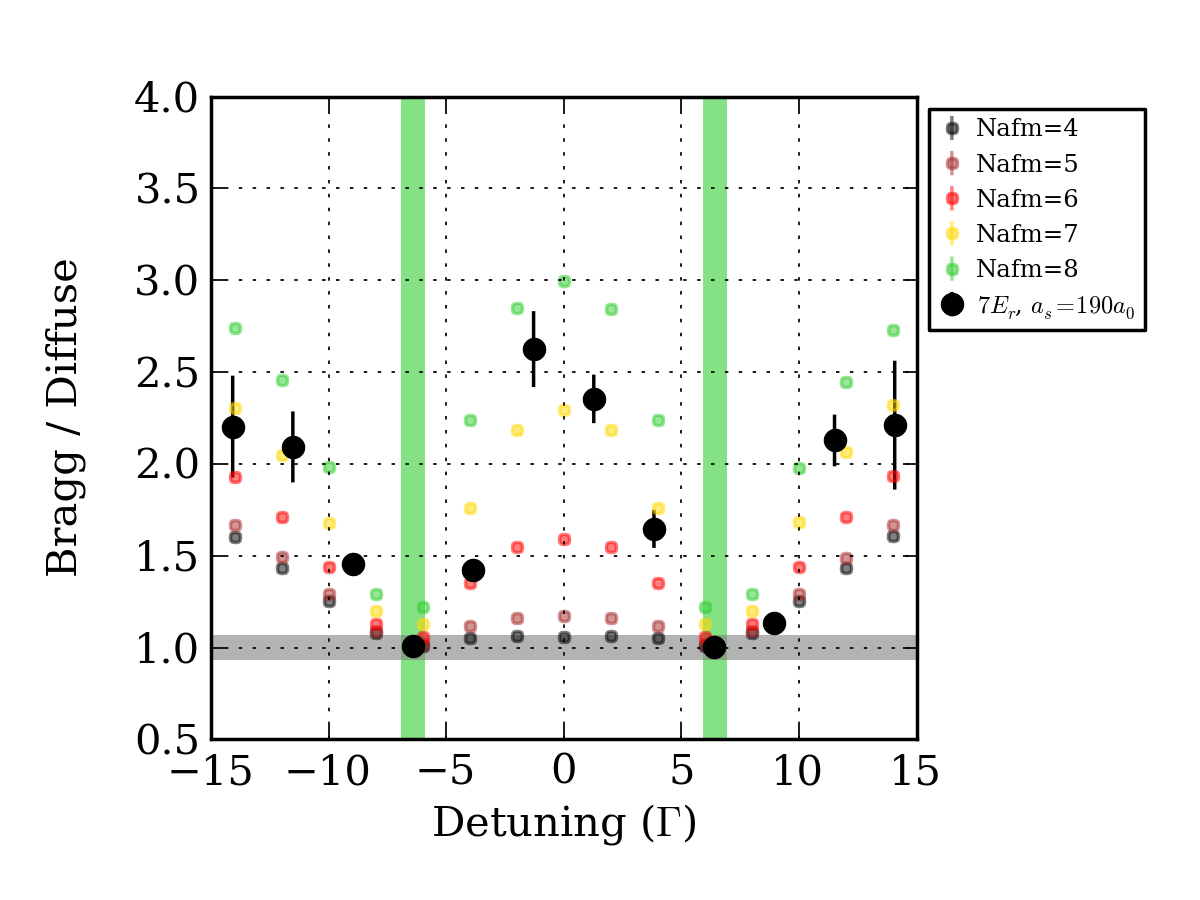 4.0
3.5
3.0
2.5
2.0
1.5
1.0
0.5
Bragg / Diffuse
−15 −10 −5 0 5 10 15
Detuning (Γ)
Nafm=4
Nafm=5
Nafm=6
Nafm=7
Nafm=8
7E_r, a_s=190a_0